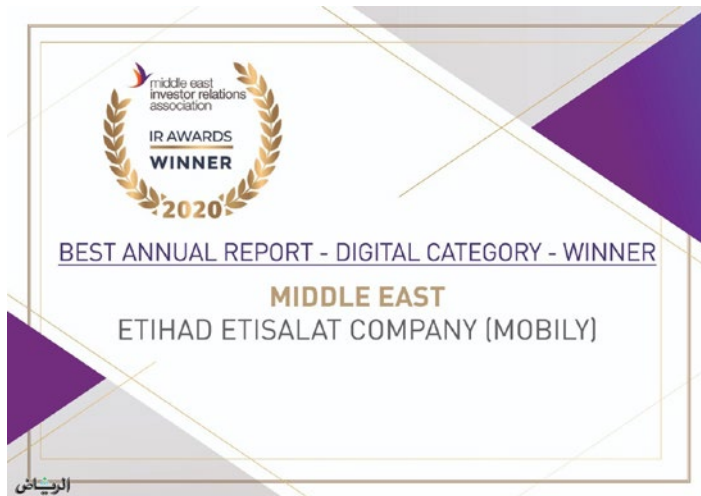 middle east
investor relations
association
IR AWARDS
WINNER
2020
BEST ANNUAL REPORT - DIGITAL CATEGORY - WINNER
MIDDLE EAST
ETIHAD ETISALAT COMPANY (MOBILY)
الرياض